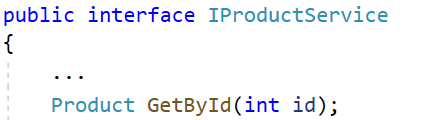 public interface IProductService
{
...
Product GetById(int id);